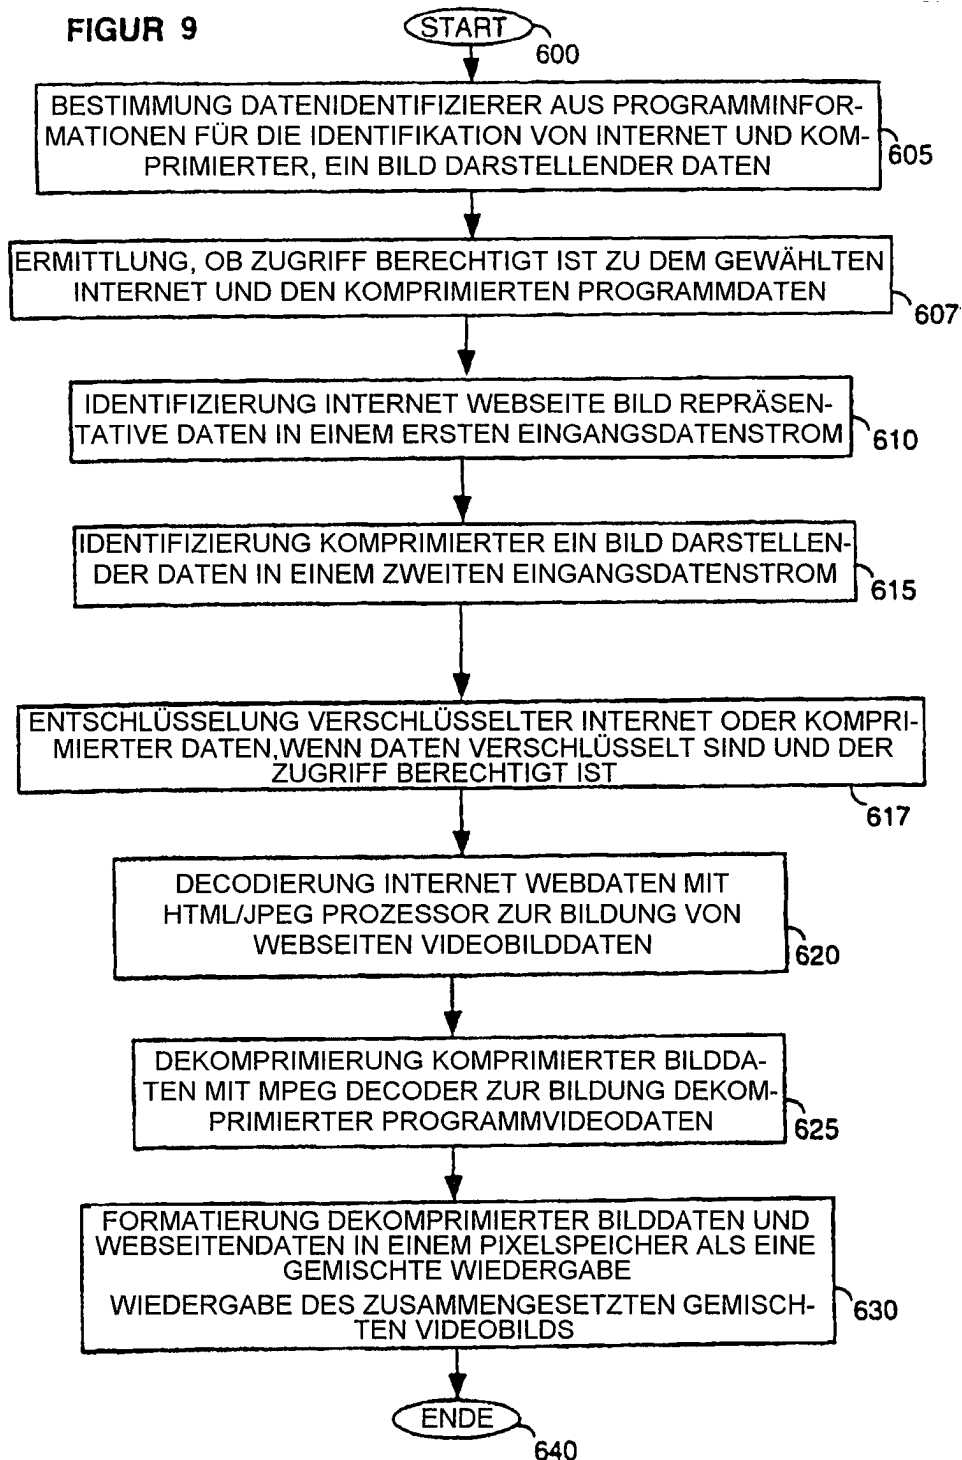 FIGUR 9
START
600
BESTIMMUNG DATENIDENTIFIZIERER AUS PROGRAMMINFOR-
MATIONEN FÜR DIE IDENTIFIKATION VON INTERNET UND KOM-
PRIMIERTER, EIN BILD DARSTELLENDER DATEN
605
ERMITTLUNG, OB ZUGRIFF BERECHTIGT IST ZU DEM GEWÄHLTEN
INTERNET UND DEN KOMPRIMIERTEN PROGRAMMDATEN
607
IDENTIFIZIERUNG INTERNET WEBSEITE BILD REPRÄSEN-
TATIVE DATEN IN EINEM ERSTEN EINGANGSDATENSTROM
610
IDENTIFIZIERUNG KOMPRIMIERTER EIN BILD DARSTELLEN-
DER DATEN IN EINEM ZWEITEN EINGANGSDATENSTROM
615
ENTSCHLÜSSELUNG VERSCHLÜSSELTER INTERNET ODER KOMPRI-
MIERTER DATEN, WENN DATEN VERSCHLÜSSELT SIND UND DER
ZUGRIFF BERECHTIGT IST
617
DECODIERUNG INTERNET WEBDATEN MIT
HTML/JPEG PROZESSOR ZUR BILDUNG VON
WEBSEITEN VIDEOBILDDATEN
620
DEKOMPRIMIERUNG KOMPRIMIERTER BILDDA-
TEN MIT MPEG DECODER ZUR BILDUNG DEKOM-
PRIMIERTER PROGRAMMVIDEODATEN
625
FORMATIERUNG DEKOMPRIMIERTER BILDDATEN UND
WEBSEITENDATEN IN EINEM PIXELSPEICHER ALS EINE
GEMISCHTE WIEDERGABE
WIEDERGABE DES ZUSAMMENGESETZTEN GEMISCH-
TEN VIDEOBILDS
630
ENDE
640